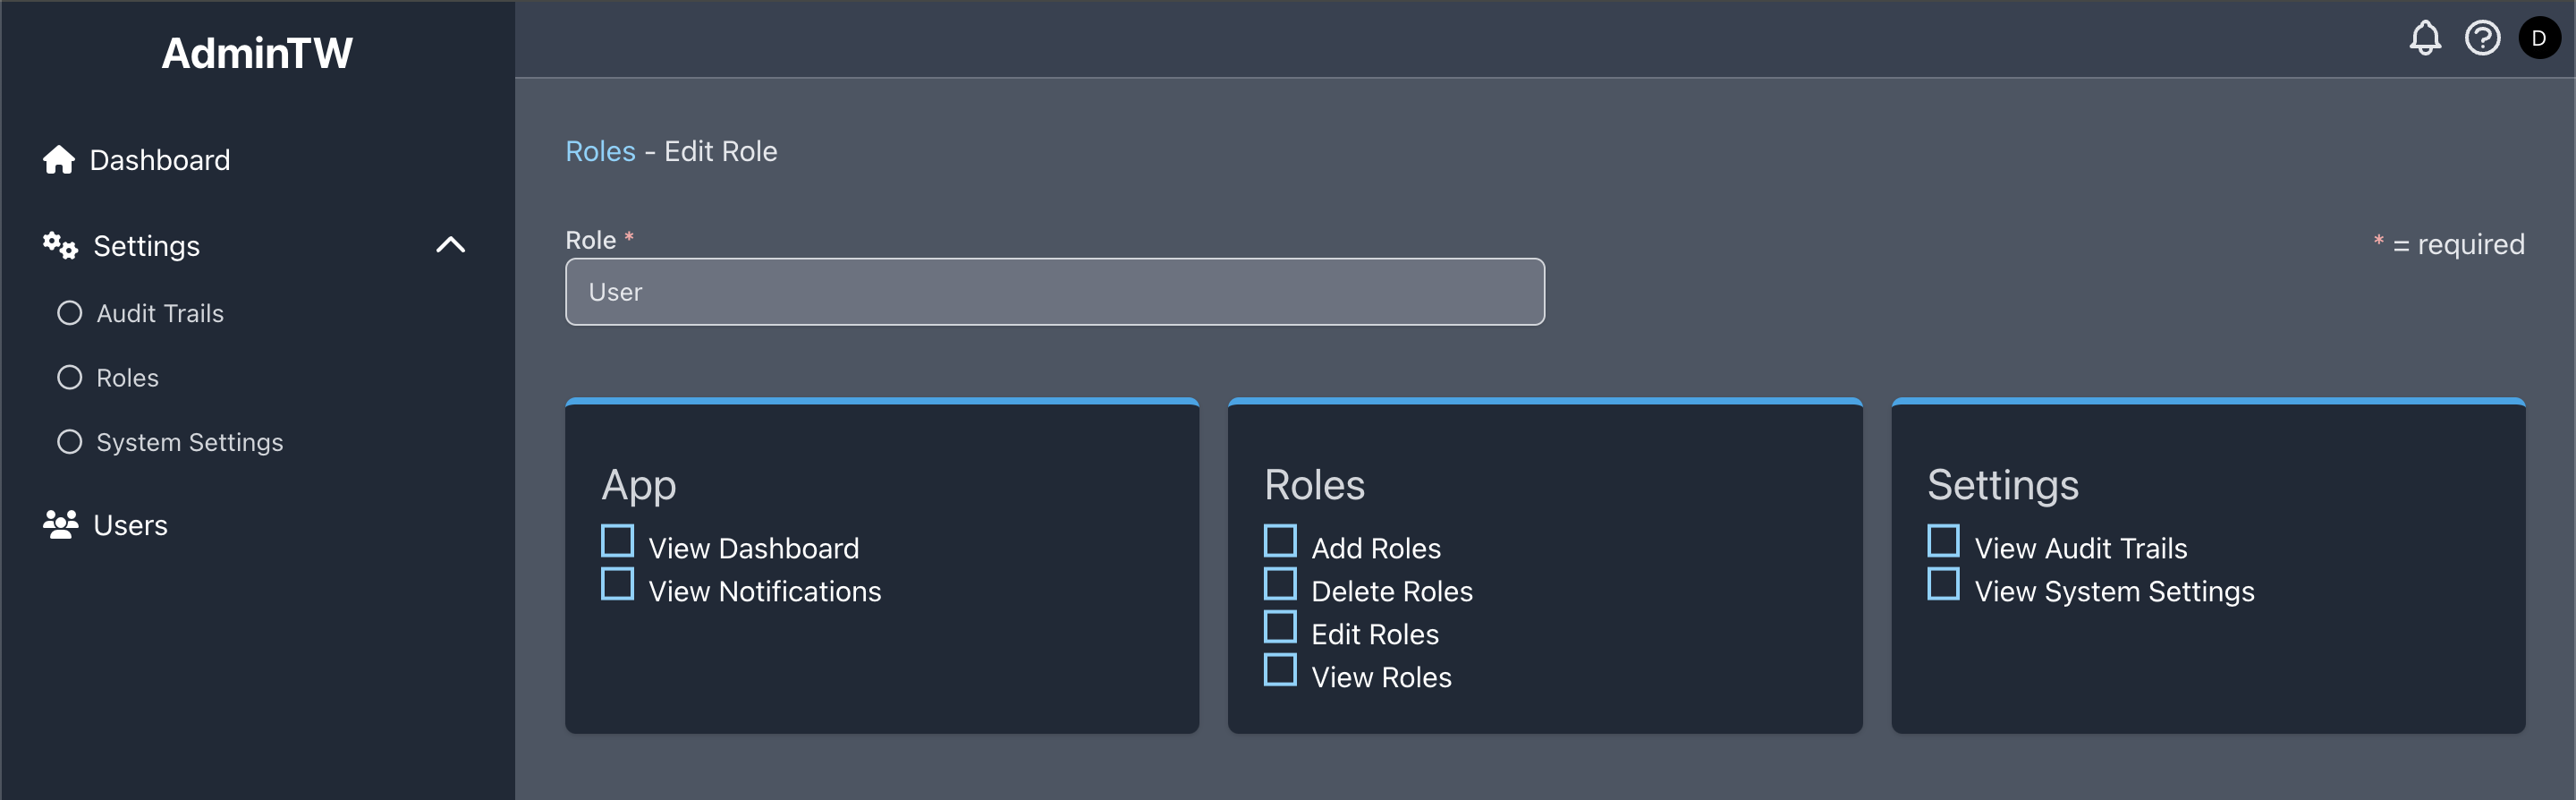 AdminTW
Dashboard
Settings
Audit Trails
Roles
System Settings
Users
D
Roles - Edit Role
Role *
* = required
User
App
View Dashboard
View Notifications
Roles
Add Roles
Delete Roles
Edit Roles
View Roles
Settings
View Audit Trails
View System Settings